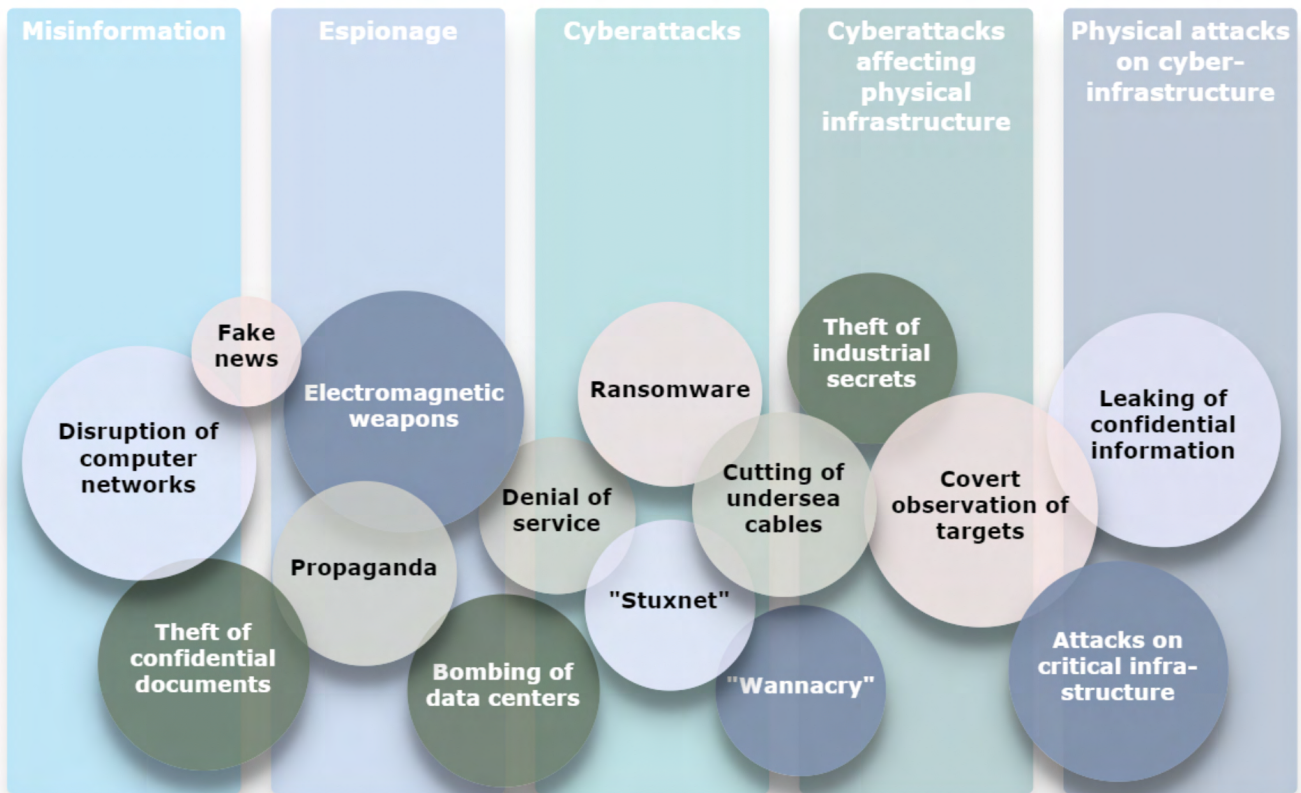 Misinformation
Espionage
Cyberattacks
Cyberattacks
affecting
physical
infrastructure
Physical attacks
on cyber-
infrastructure
Fake
news
Disruption of
computer
networks
Electromagnetic
weapons
Ransomware
Theft of
industrial
secrets
Leaking of
confidential
information
Denial of
service
Cutting of
undersea
cables
Covert
observation of
targets
Propaganda
"Stuxnet"
Theft of
confidential
documents
Bombing of
data centers
"Wannacry"
Attacks on
critical infra-
structure